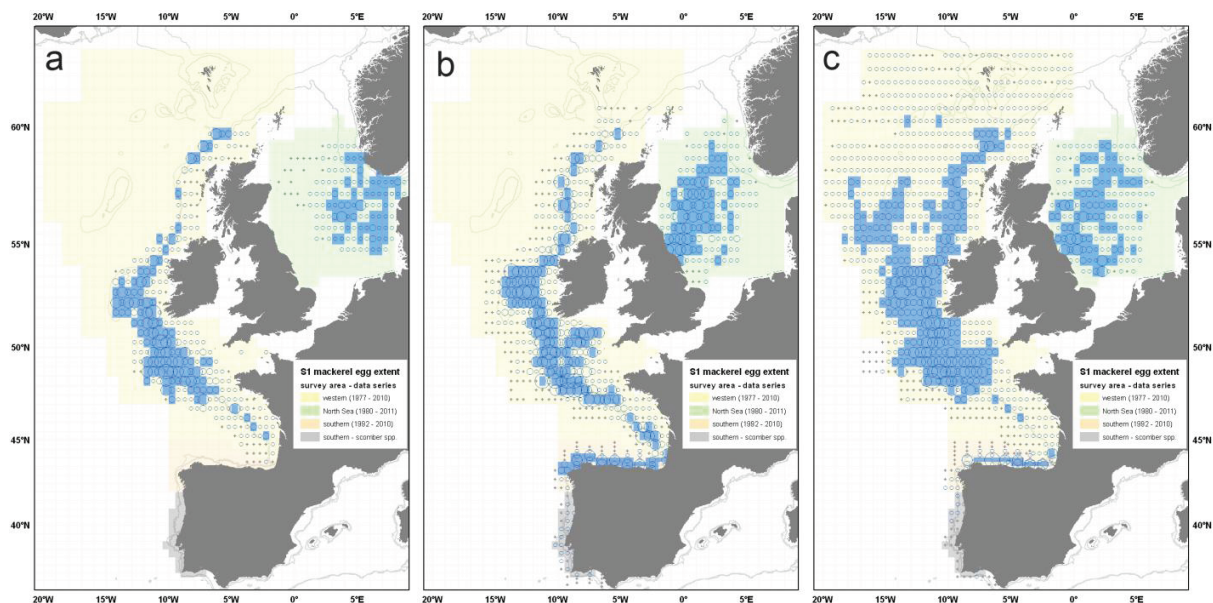 20°W 15°W 10°W 5°W 0° 5°E 20°W 15°W 10°W 5°W 0° 5°E 20°W 15°W 10°W 5°W 0° 5°E
a b c
60°N 60°N
55°N 55°N
50°N 50°N
S1 mackerel egg extent S1 mackerel egg extent S1 mackerel egg extent
survey area - data series survey area - data series survey area - data series
western (1977 - 2010) western (1977 - 2010) western (1977 - 2010)
North Sea (1980 - 2011) North Sea (1980 - 2011) North Sea (1980 - 2011)
45°N 45°N
southern (1992 - 2010) southern (1992 - 2010) southern (1992 - 2010)
southern - scomber spp. southern - scomber spp. southern - scomber spp.
40°N 40°N
20°W 15°W 10°W 5°W 0° 5°E 20°W 15°W 10°W 5°W 0° 5°E 20°W 15°W 10°W 5°W 0° 5°E